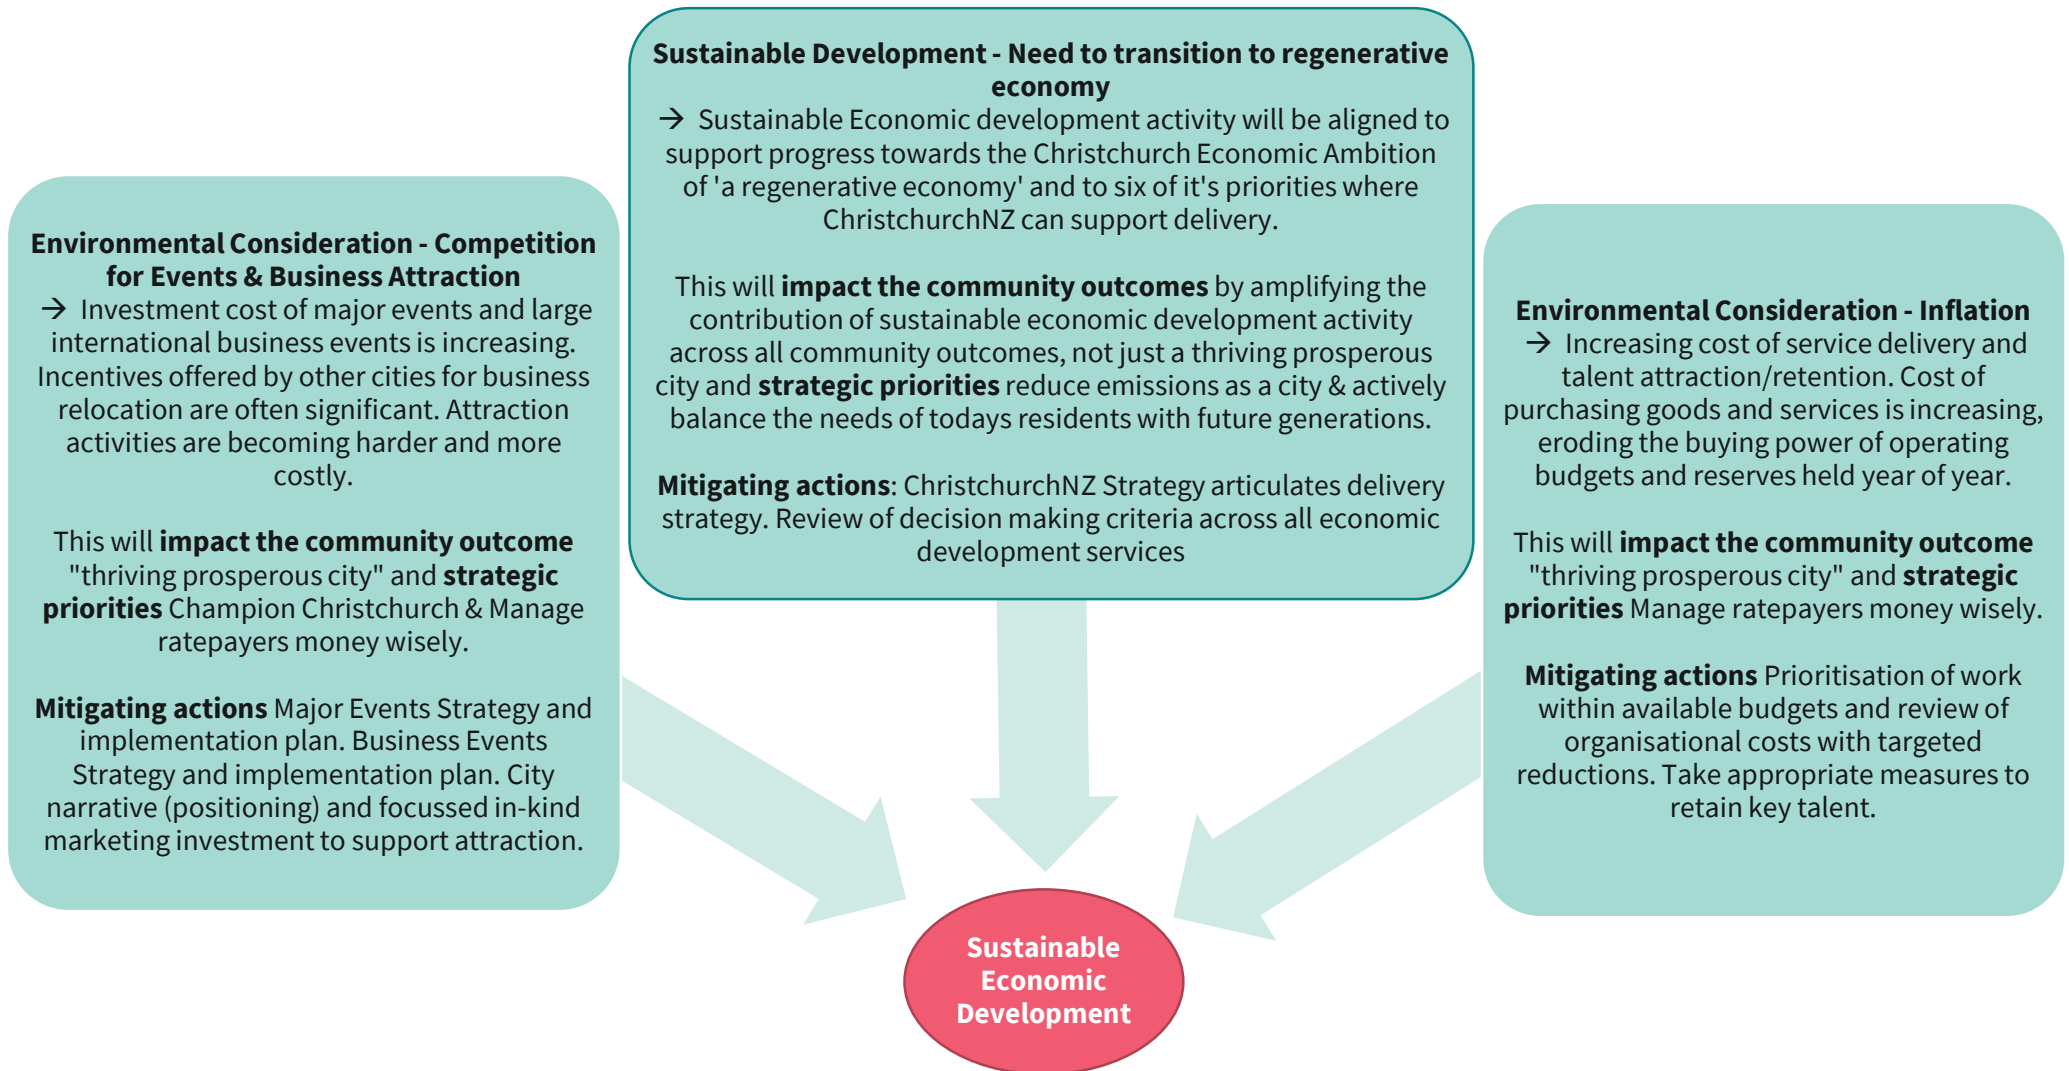 Sustainable Development - Need to transition to regenerative
economy
→ Sustainable Economic development activity will be aligned to
support progress towards the Christchurch Economic Ambition
of 'a regenerative economy' and to six of it's priorities where
ChristchurchNZ can support delivery.
This will impact the community outcomes by amplifying the
contribution of sustainable economic development activity
across all community outcomes, not just a thriving prosperous
city and strategic priorities reduce emissions as a city & actively
balance the needs of todays residents with future generations.
Mitigating actions: ChristchurchNZ Strategy articulates delivery
strategy. Review of decision making criteria across all economic
development services
Environmental Consideration - Competition
for Events & Business Attraction
→ Investment cost of major events and large
international business events is increasing.
Incentives offered by other cities for business
relocation are often significant. Attraction
activities are becoming harder and more
costly.
This will impact the community outcome
"thriving prosperous city" and strategic
priorities Champion Christchurch & Manage
ratepayers money wisely.
Mitigating actions Major Events Strategy and
implementation plan. Business Events
Strategy and implementation plan. City
narrative (positioning) and focussed in-kind
marketing investment to support attraction.
Environmental Consideration - Inflation
→ Increasing cost of service delivery and
talent attraction/retention. Cost of
purchasing goods and services is increasing,
eroding the buying power of operating
budgets and reserves held year of year.
This will impact the community outcome
"thriving prosperous city" and strategic
priorities Manage ratepayers money wisely.
Mitigating actions Prioritisation of work
within available budgets and review of
organisational costs with targeted
reductions. Take appropriate measures to
retain key talent.
Sustainable
Economic
Development